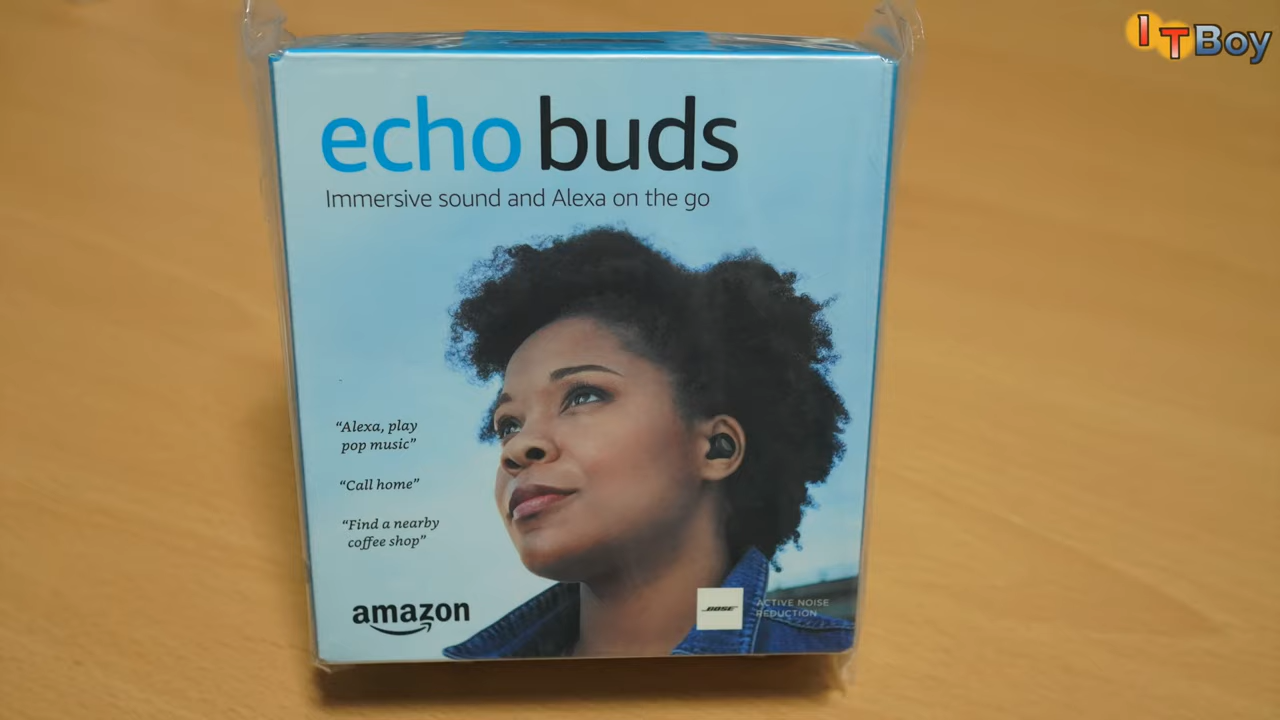 ITBoy
echo buds
Immersive sound and Alexa on the go
“Alexa, play
pop music”
“Call home”
“Find a nearby
coffee shop”
amazon
BOSE
ACTIVE NOISE
REDUCTION